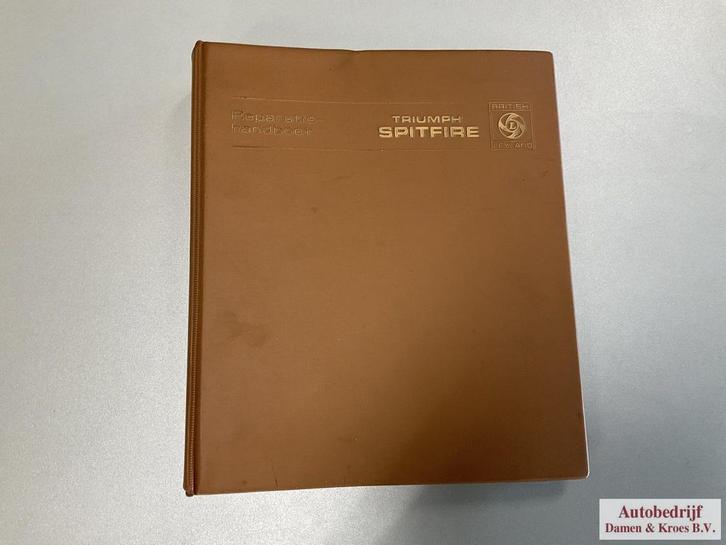 Reparatie-
handboek
TRIUMPH
SPITFIRE
BRITISH
L
LEYLAND
Autobedrijf
Damen & Kroes B.V.